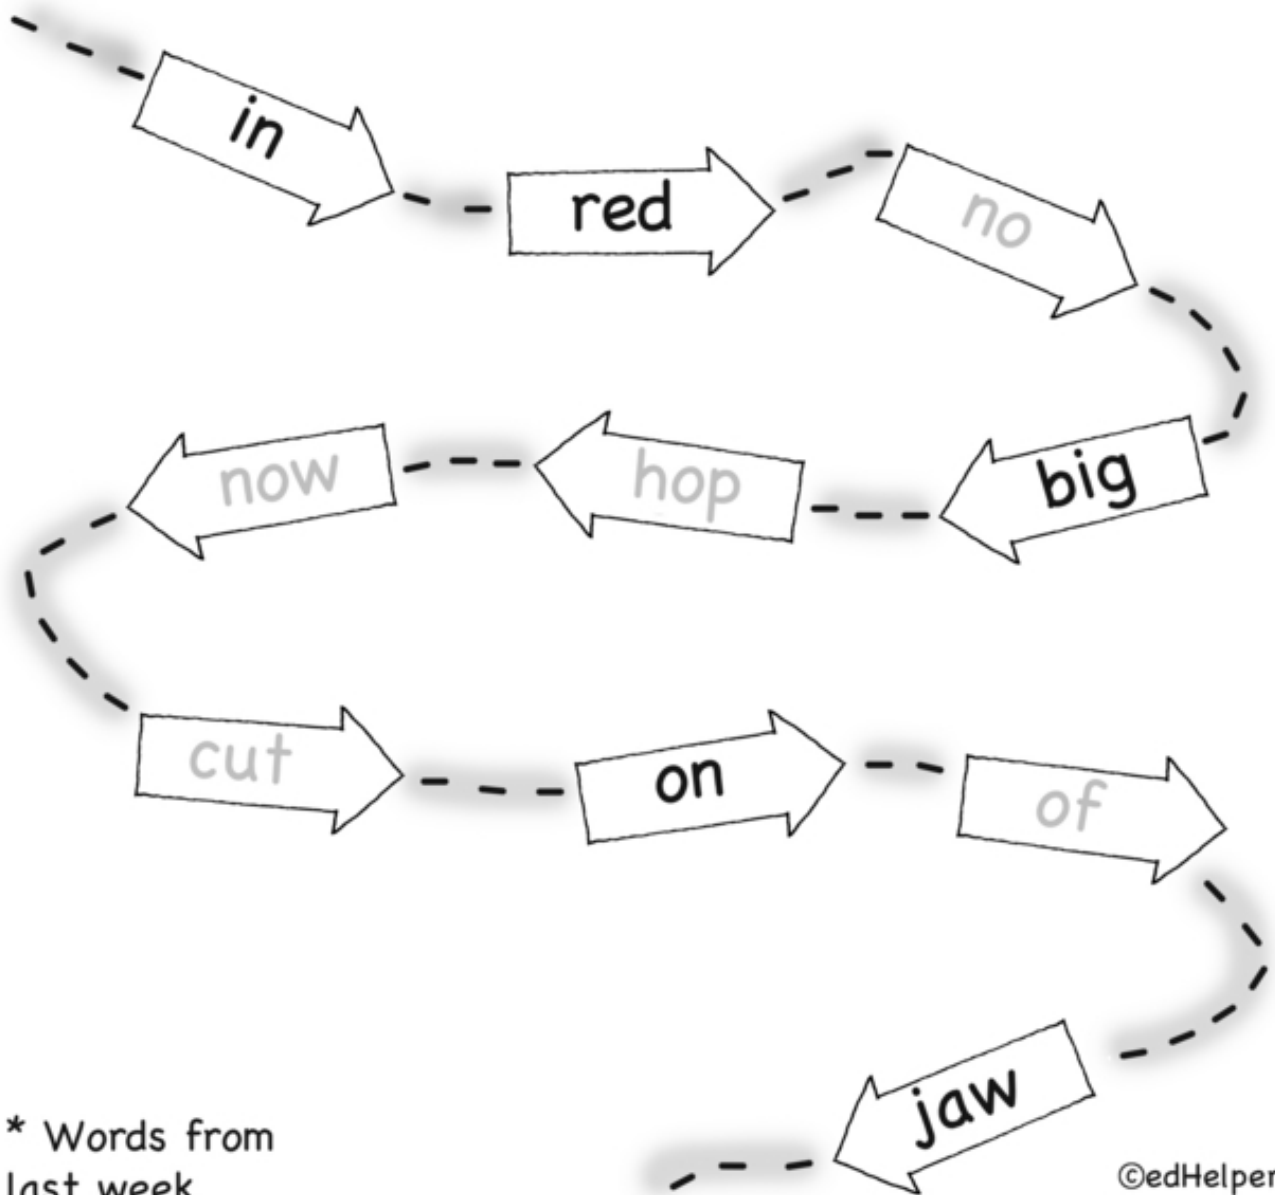 in
red
no
big
hop
now
cut
on
of
jaw
* Words from
last week
©edHelper